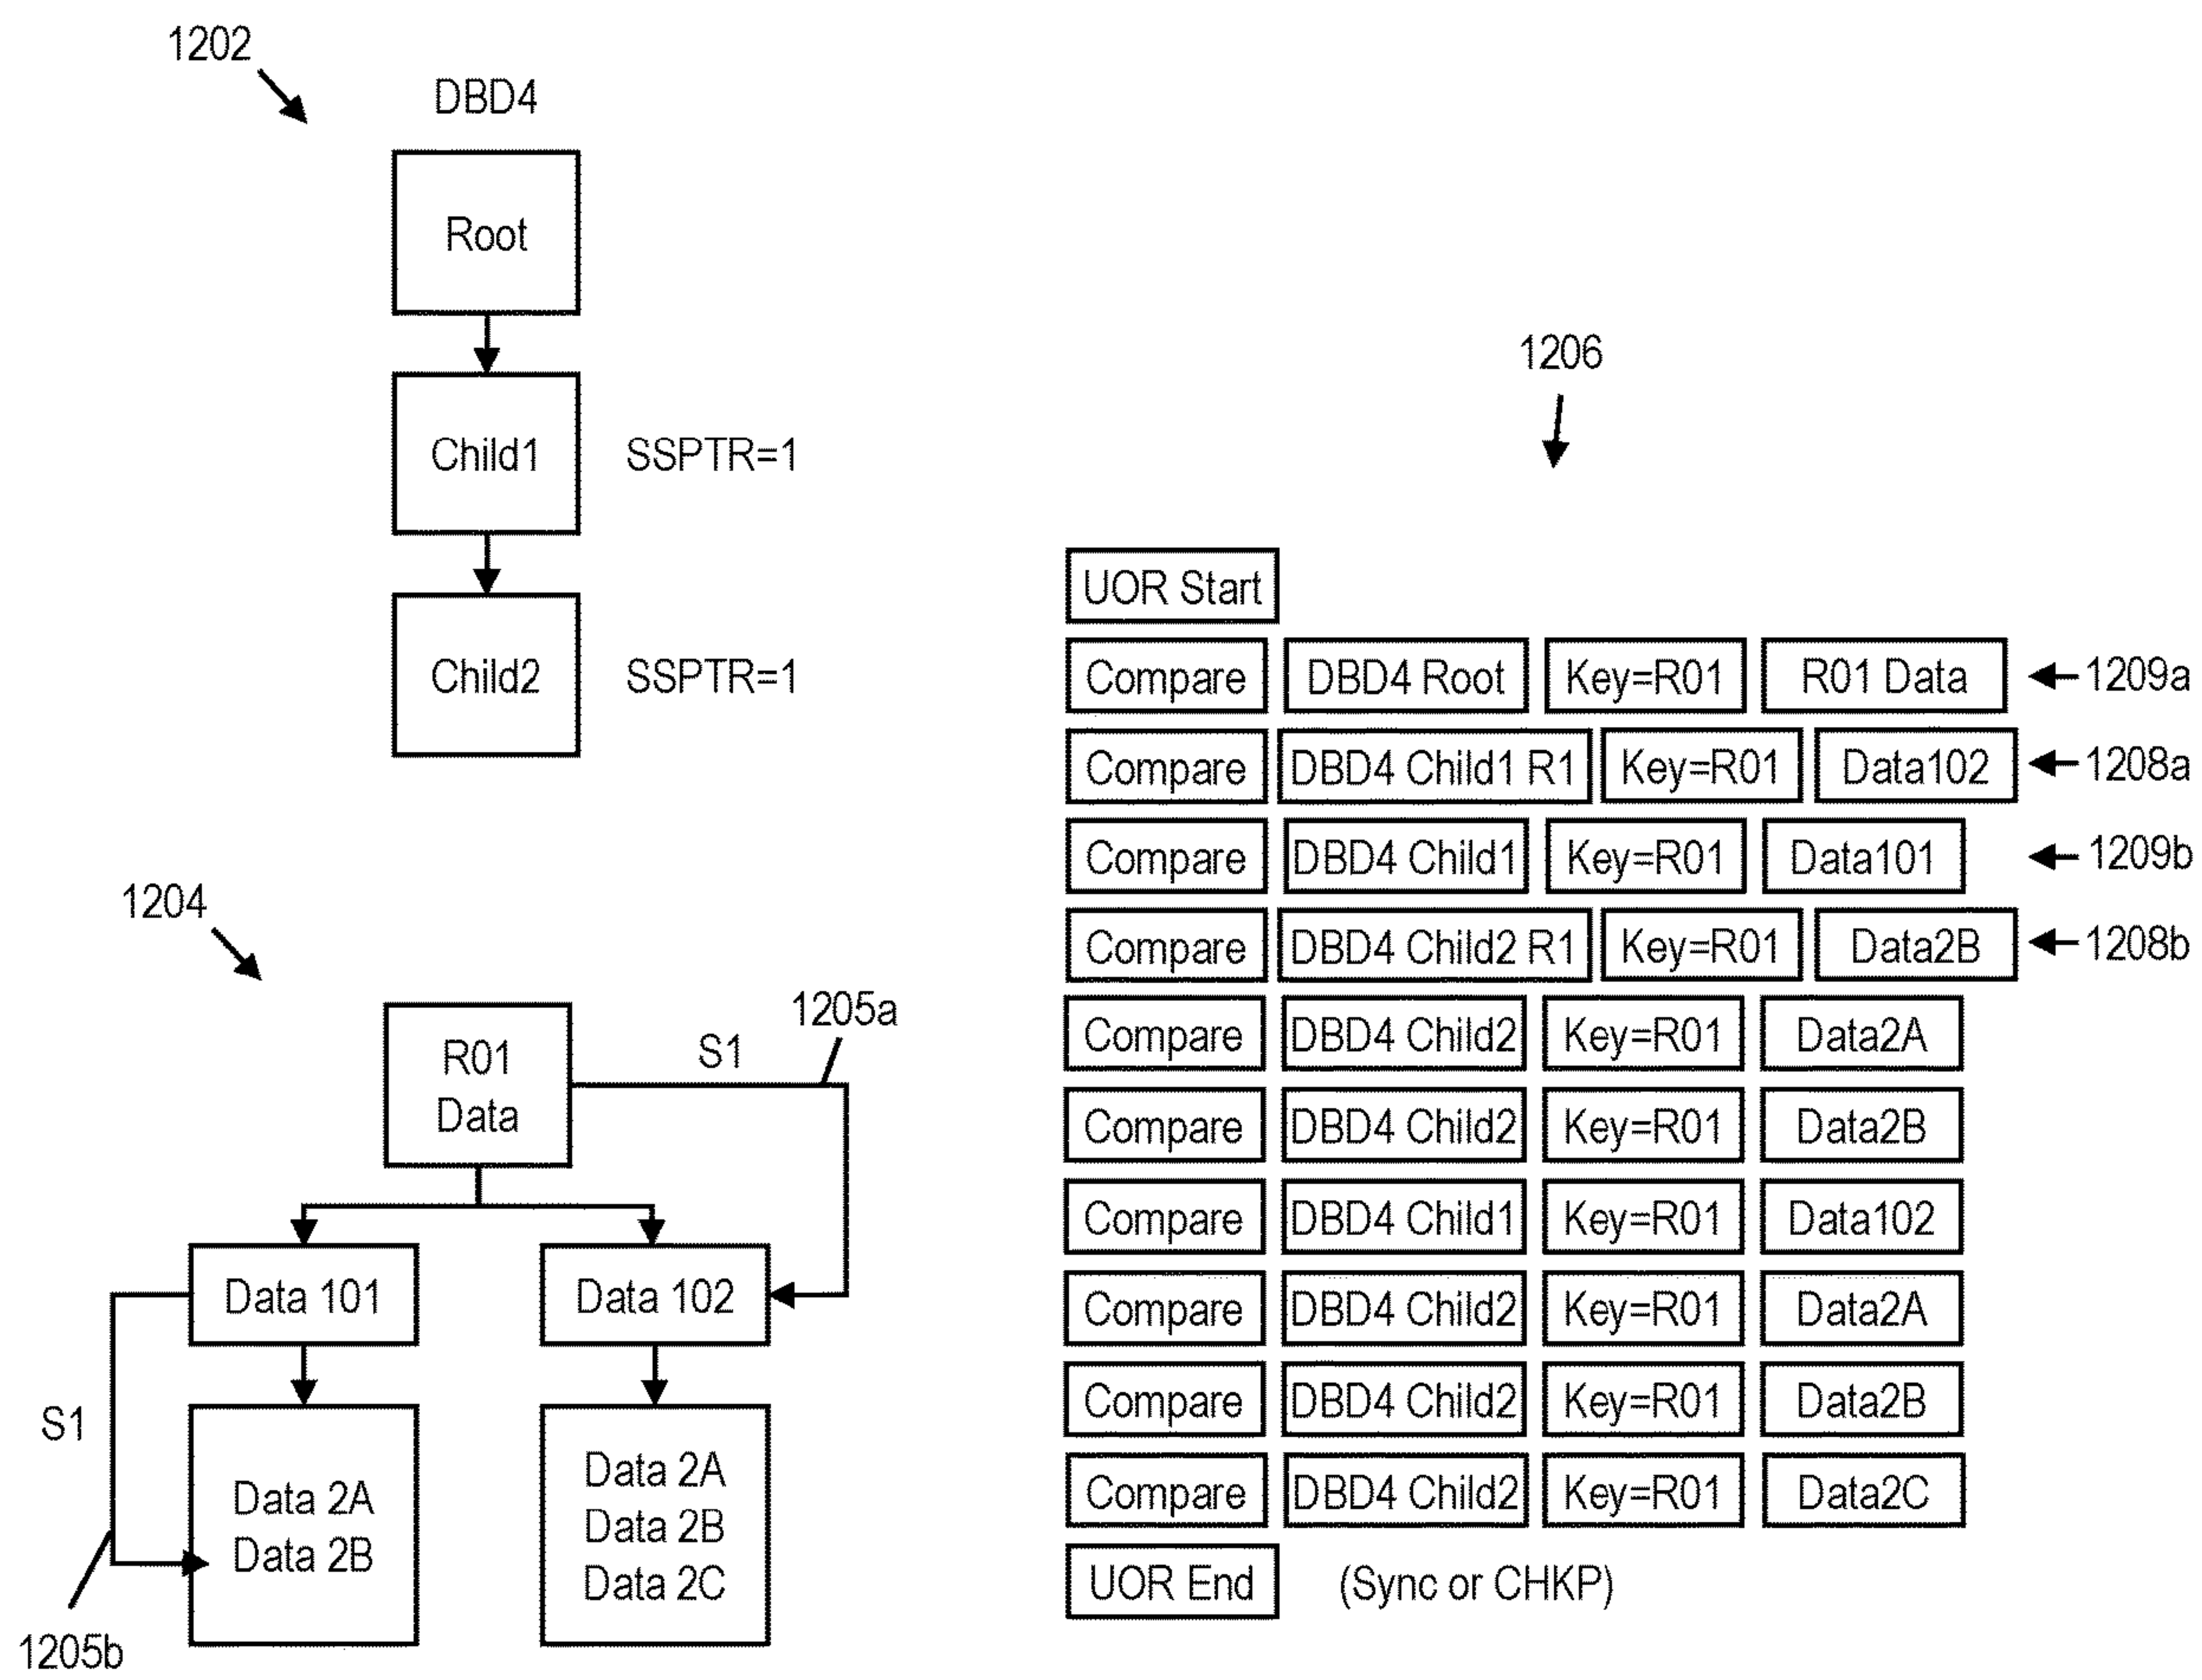 1202
DBD4
Root
Child1 SSPTR=1
Child2 SSPTR=1
1204
R01
Data
S1
1205a
Data 101
Data 102
S1
Data 2A
Data 2B
Data 2A
Data 2B
Data 2C
1205b
1206
UOR Start
Compare DBD4 Root Key=R01 R01 Data 1209a
Compare DBD4 Child1 R1 Key=R01 Data102 1208a
Compare DBD4 Child1 Key=R01 Data101 1209b
Compare DBD4 Child2 R1 Key=R01 Data2B 1208b
Compare DBD4 Child2 Key=R01 Data2A
Compare DBD4 Child2 Key=R01 Data2B
Compare DBD4 Child1 Key=R01 Data102
Compare DBD4 Child2 Key=R01 Data2A
Compare DBD4 Child2 Key=R01 Data2B
Compare DBD4 Child2 Key=R01 Data2C
UOR End (Sync or CHKP)